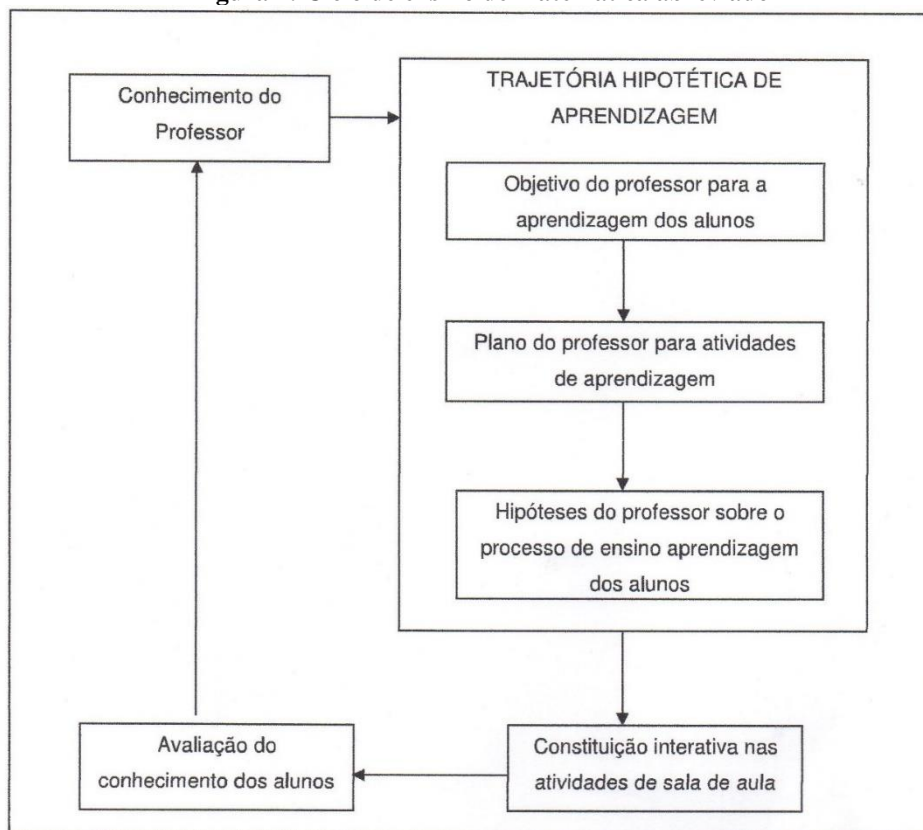 Conhecimento do
Professor
TRAJETÓRIA HIPOTÉTICA DE
APRENDIZAGEM
Objetivo do professor para a
aprendizagem dos alunos
Plano do professor para atividades
de aprendizagem
Hipóteses do professor sobre o
processo de ensino aprendizagem
dos alunos
Avaliação do
conhecimento dos alunos
Constituição interativa nas
atividades de sala de aula